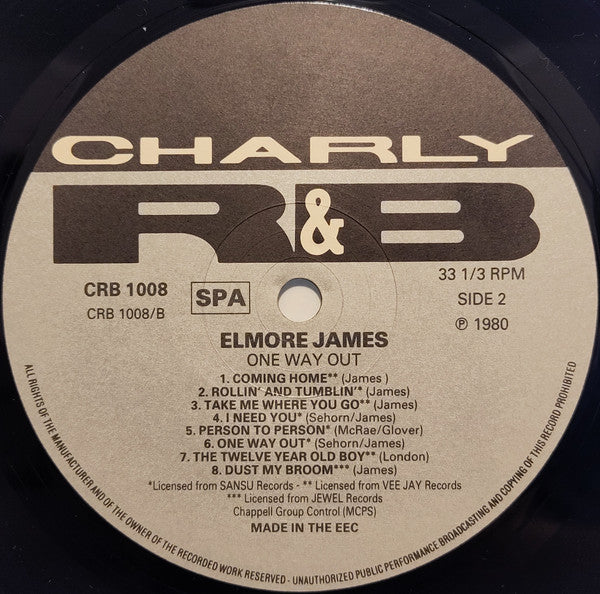 CHARLY
R&B
CRB 1008
CRB 1008/B
SPA
33 1/3 RPM
SIDE 2
℗ 1980
ELMORE JAMES
ONE WAY OUT
1. COMING HOME** (James )
2. ROLLIN' AND TUMBLIN'* (James)
3. TAKE ME WHERE YOU GO** (James)
4. I NEED YOU* (Sehorn/James)
5. PERSON TO PERSON* (McRae/Glover)
6. ONE WAY OUT* (Sehorn/James)
7. THE TWELVE YEAR OLD BOY** (London)
8. DUST MY BROOM*** (James)
*Licensed from SANSU Records - ** Licensed from VEE JAY Records
*** Licensed from JEWEL Records
Chappell Group Control (MCPS)
MADE IN THE EEC
ALL RIGHTS OF THE MANUFACTURER AND OF THE OWNER OF THE RECORDED WORK RESERVED - UNAUTHORIZED PUBLIC PERFORMANCE BROADCASTING AND COPYING OF THIS RECORD PROHIBITED